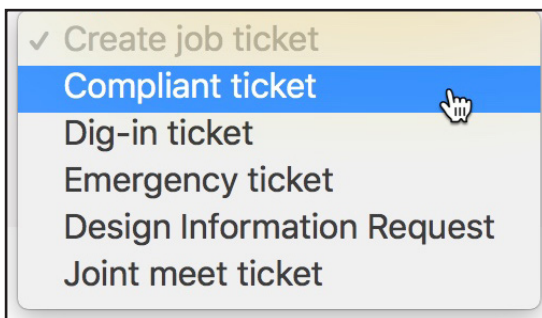 ✓ Create job ticket
Compliant ticket
Dig-in ticket
Emergency ticket
Design Information Request
Joint meet ticket